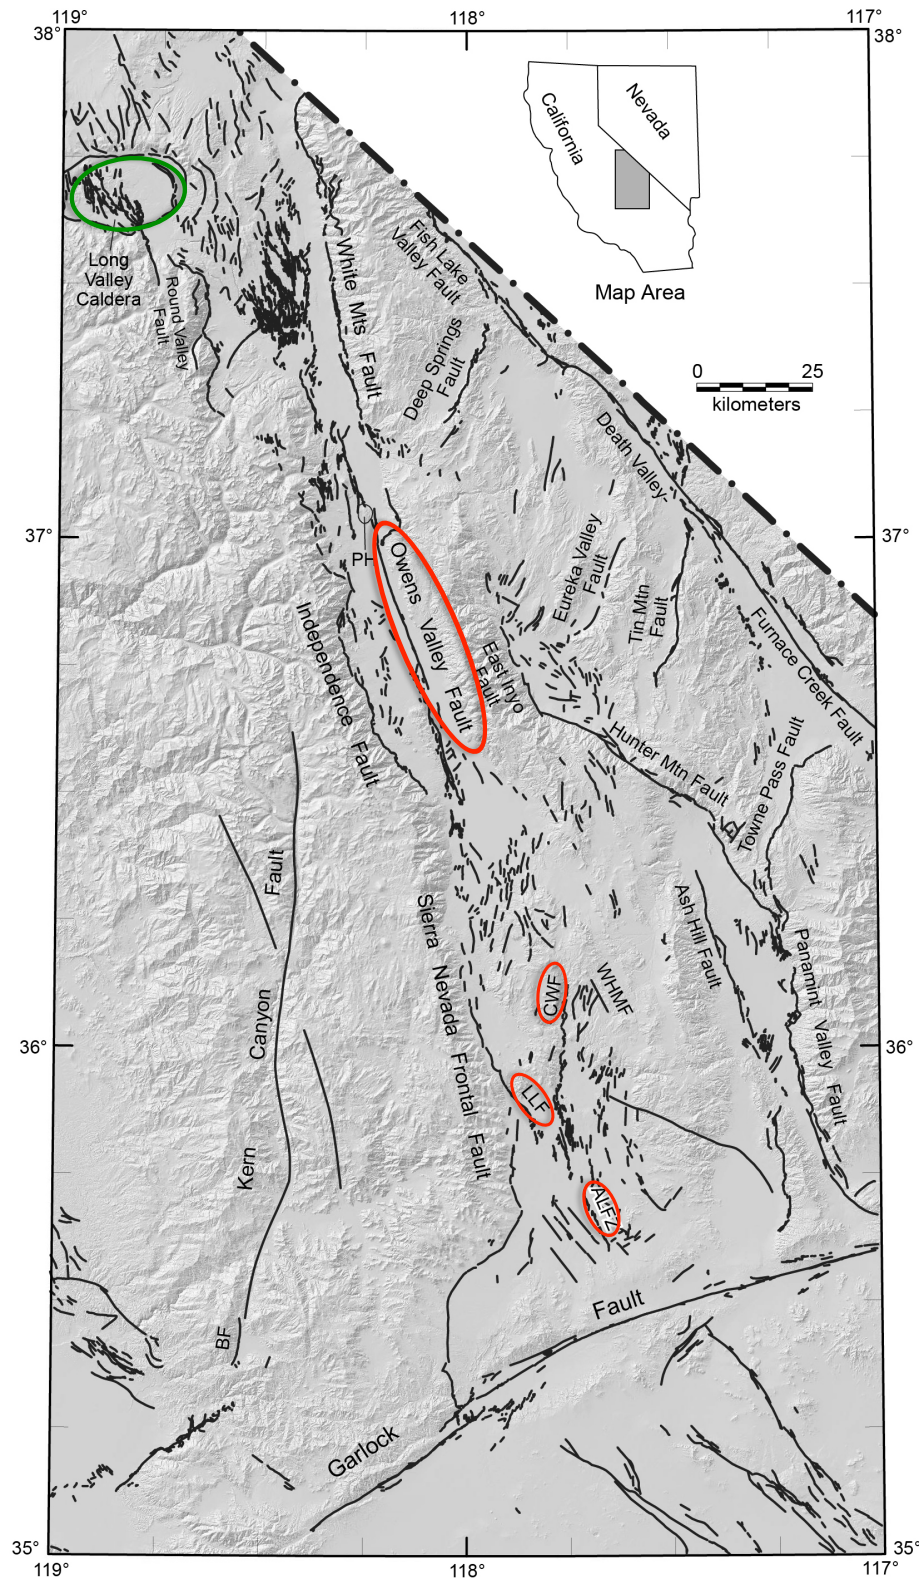 119°
118°
117°
38°
38°
California
Nevada
Map Area
Long
Valley
Caldera
Round Valley
Fault
White Mts Fault
Fish Lake
Valley Fault
Deep Springs
Fault
0 25
kilometers
Death Valley-
Furnace Creek Fault
37°
37°
PH
Owens
Valley
Fault
Eureka Valley
Fault
Tin Mtn
Fault
Independence Fault
East Inyo
Fault
Hunter Mtn Fault
Towne Pass Fault
Kern Canyon Fault
Sierra Nevada Frontal Fault
Ash Hill Fault
Panamint Valley Fault
CWF
WHMF
36°
36°
LLF
ALFZ
BF
Garlock Fault
35°
35°
119°
118°
117°